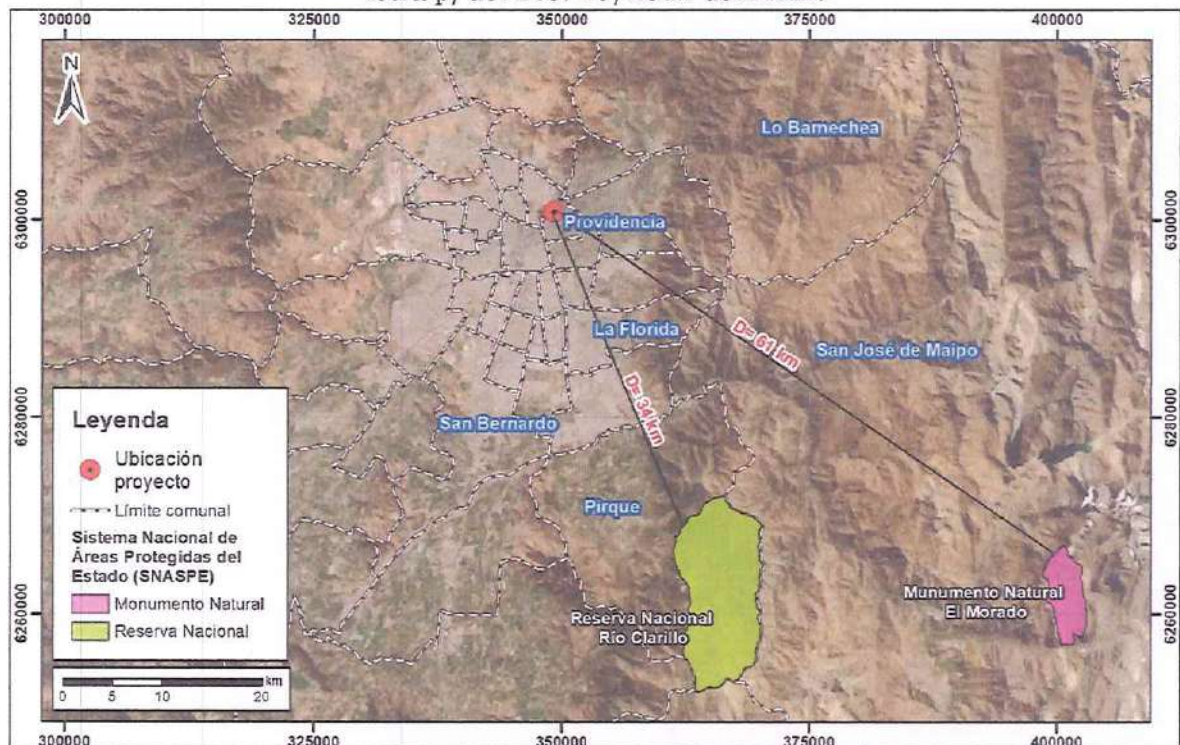 300000 325000 350000 375000 400000
N
Lo Barnechea
6300000
6300000
Providencia
La Florida
D= 61 km
San José de Maipo
D= 34 km
6280000
6280000
San Bernardo
Pirque
Leyenda
Ubicación
proyecto
Límite comunal
Sistema Nacional de
Áreas Protegidas del
Estado (SNASPE)
Monumento Natural
Reserva Nacional
0 5 10 20
km
Reserva Nacional
Río Clarillo
Munumento Natural
El Morado
6260000
6260000
300000 325000 350000 375000 400000